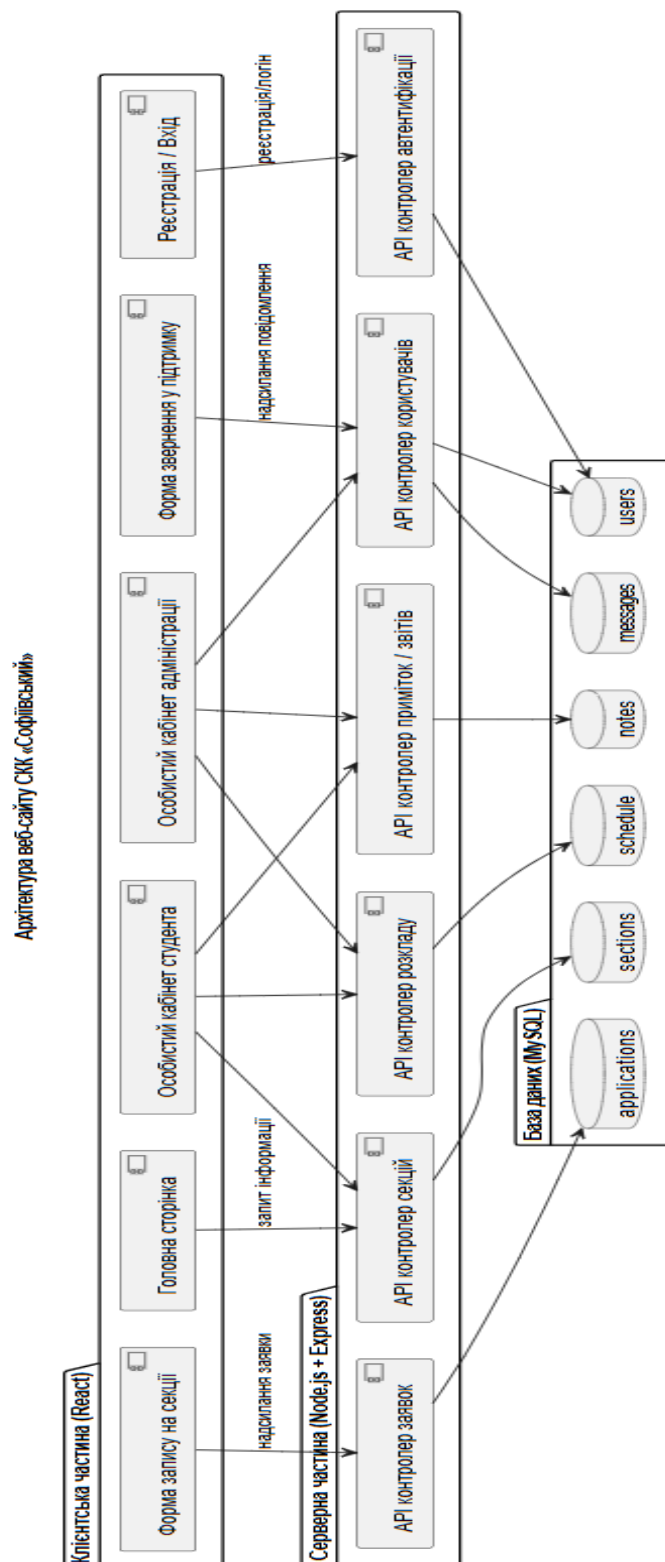 Архітектура веб-сайту СКК «Софіївський»
Клієнтська частина (React)
Форма запису на секції
Головна сторінка
Особистий кабінет студента
Особистий кабінет адміністрації
Форма звернення у підтримку
Реєстрація / Вхід
надсилання заявки
запит інформації
надсилання повідомлення
реєстрація/логін
Серверна частина (Node.js + Express)
API контролер заявок
API контролер секцій
API контролер розкладу
API контролер приміток / звітів
API контролер користувачів
API контролер автентифікації
База даних (MySQL)
applications
sections
schedule
notes
messages
users